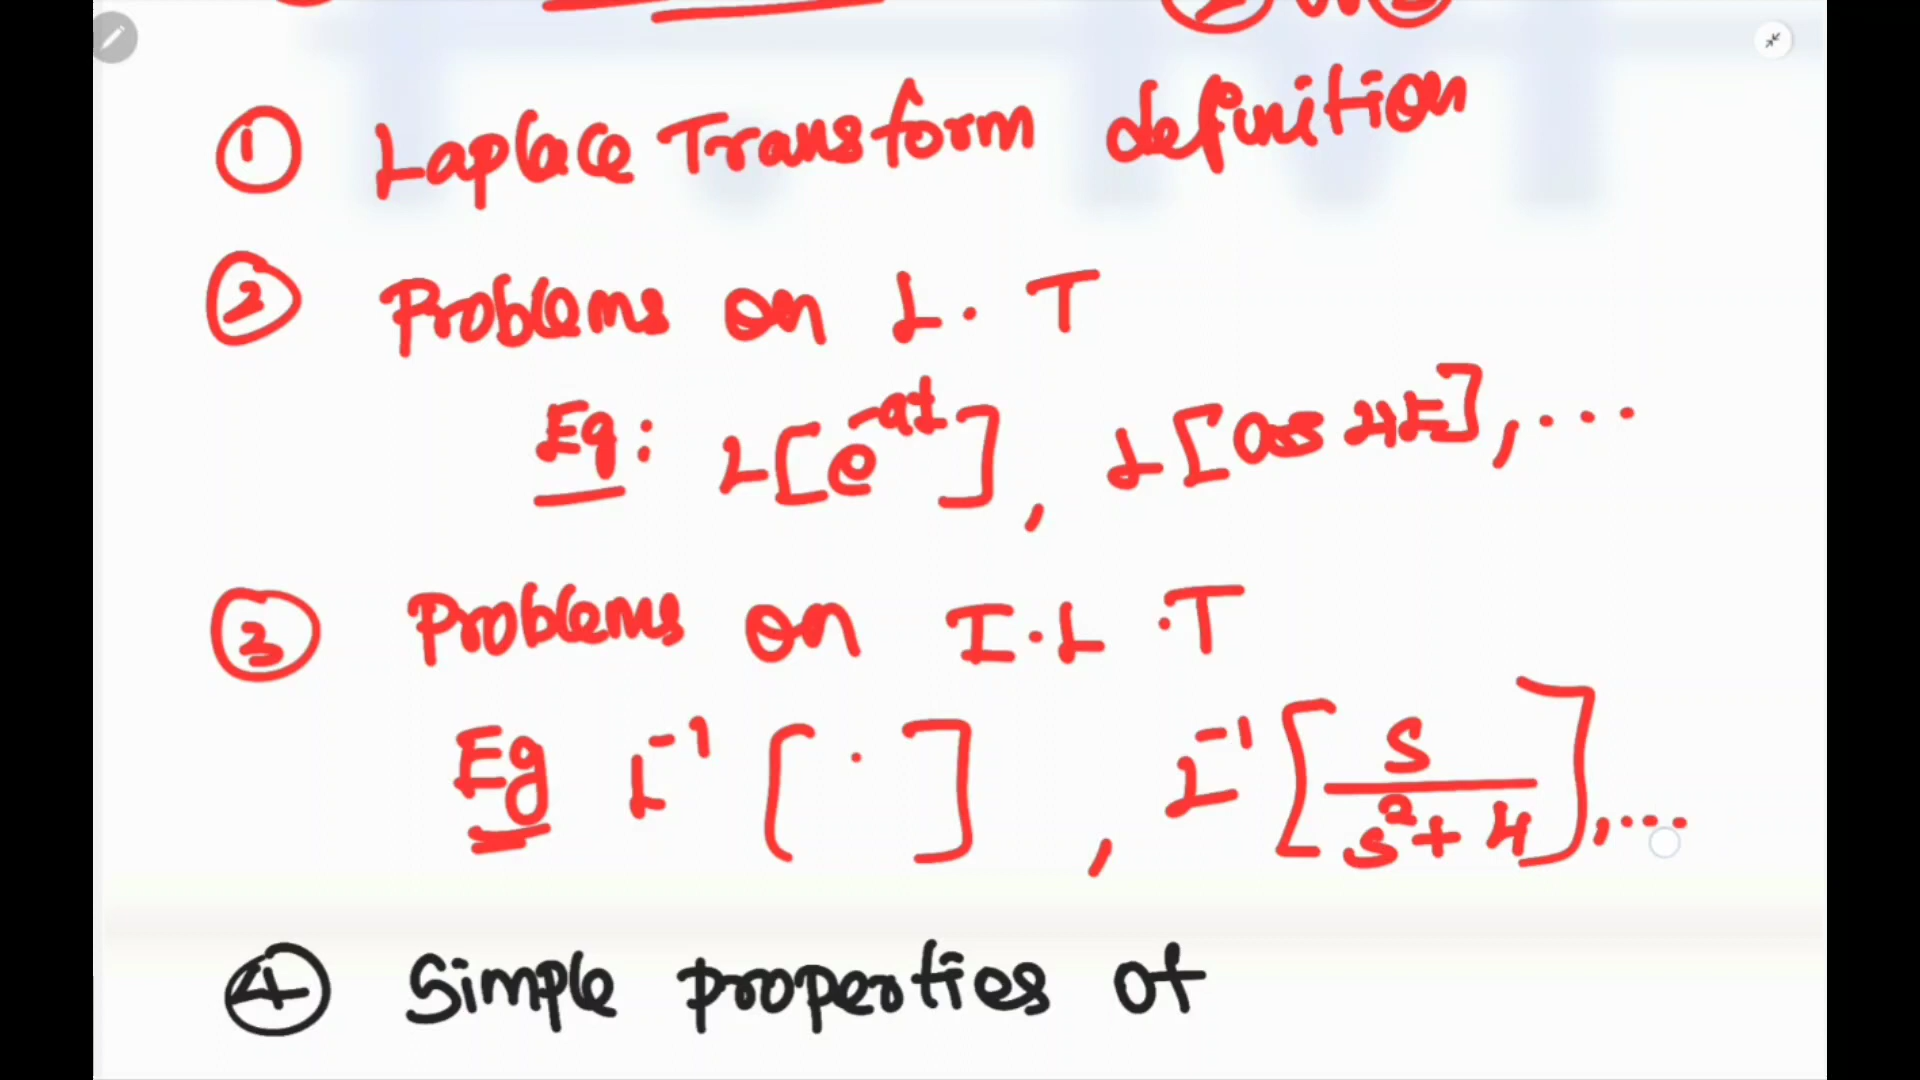 ① Laplace Transform definition
② Problems on L.T
Eg: L[e^-at], L[cos 4t], ...
③ Problems on I.L.T
Eg L^-1 [ . ], L^-1 [s/(s^2+4)], ...
④ Simple properties of